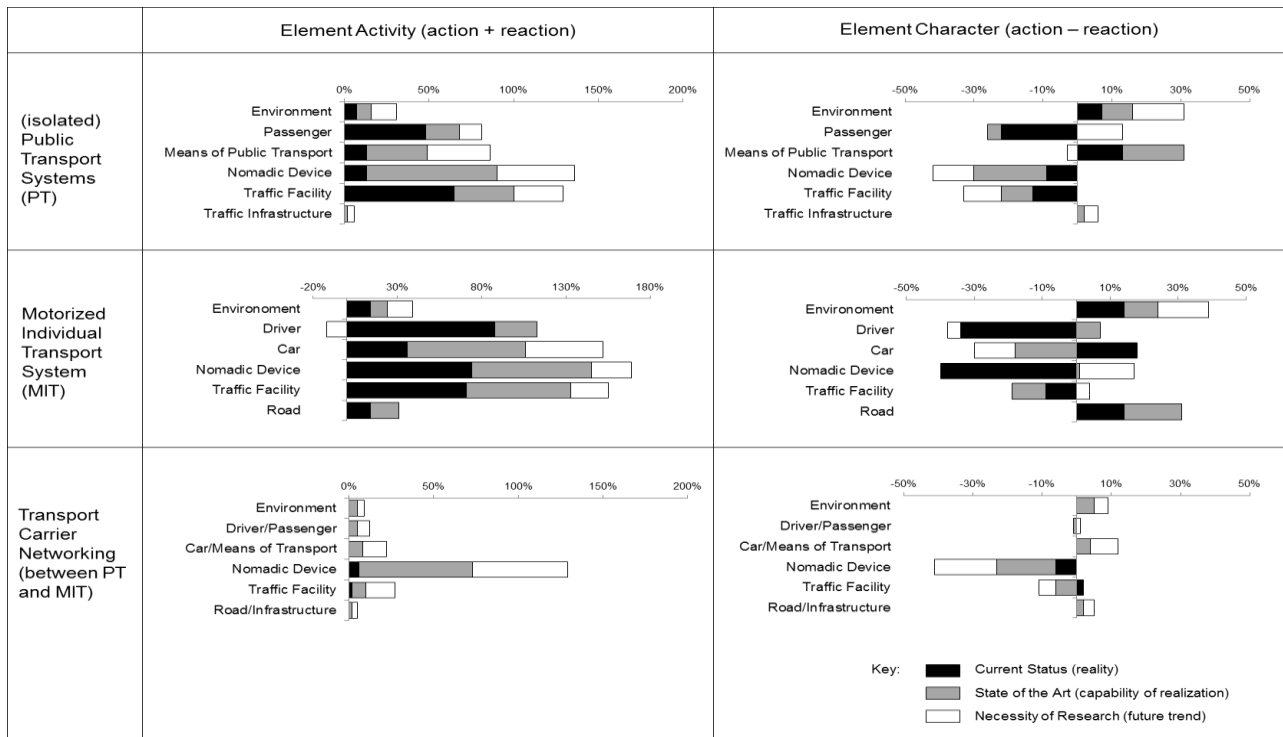 Element Activity (action + reaction)
Element Character (action – reaction)
(isolated)
Public
Transport
Systems
(PT)
0% 50% 100% 150% 200%
Environment
Passenger
Means of Public Transport
Nomadic Device
Traffic Facility
Traffic Infrastructure
-50% -30% -10% 10% 30% 50%
Environment
Passenger
Means of Public Transport
Nomadic Device
Traffic Facility
Traffic Infrastructure
Motorized
Individual
Transport
System
(MIT)
-20% 30% 80% 130% 180%
Environoment
Driver
Car
Nomadic Device
Traffic Facility
Road
-50% -30% -10% 10% 30% 50%
Environoment
Driver
Car
Nomadic Device
Traffic Facility
Road
Transport
Carrier
Networking
(between PT
and MIT)
0% 50% 100% 150% 200%
Environment
Driver/Passenger
Car/Means of Transport
Nomadic Device
Traffic Facility
Road/Infrastructure
-50% -30% -10% 10% 30% 50%
Environment
Driver/Passenger
Car/Means of Transport
Nomadic Device
Traffic Facility
Road/Infrastructure
Key: Current Status (reality)
State of the Art (capability of realization)
Necessity of Research (future trend)